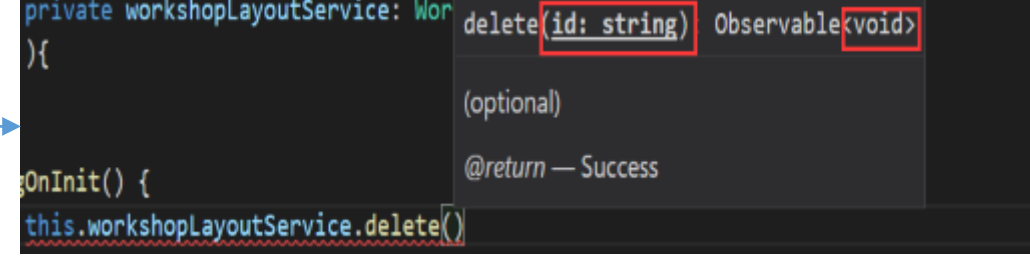 private workshopLayoutService: Wor
){
delete(id: string) Observable<void>
(optional)
@return — Success
gOnInit() {
this.workshopLayoutService.delete()